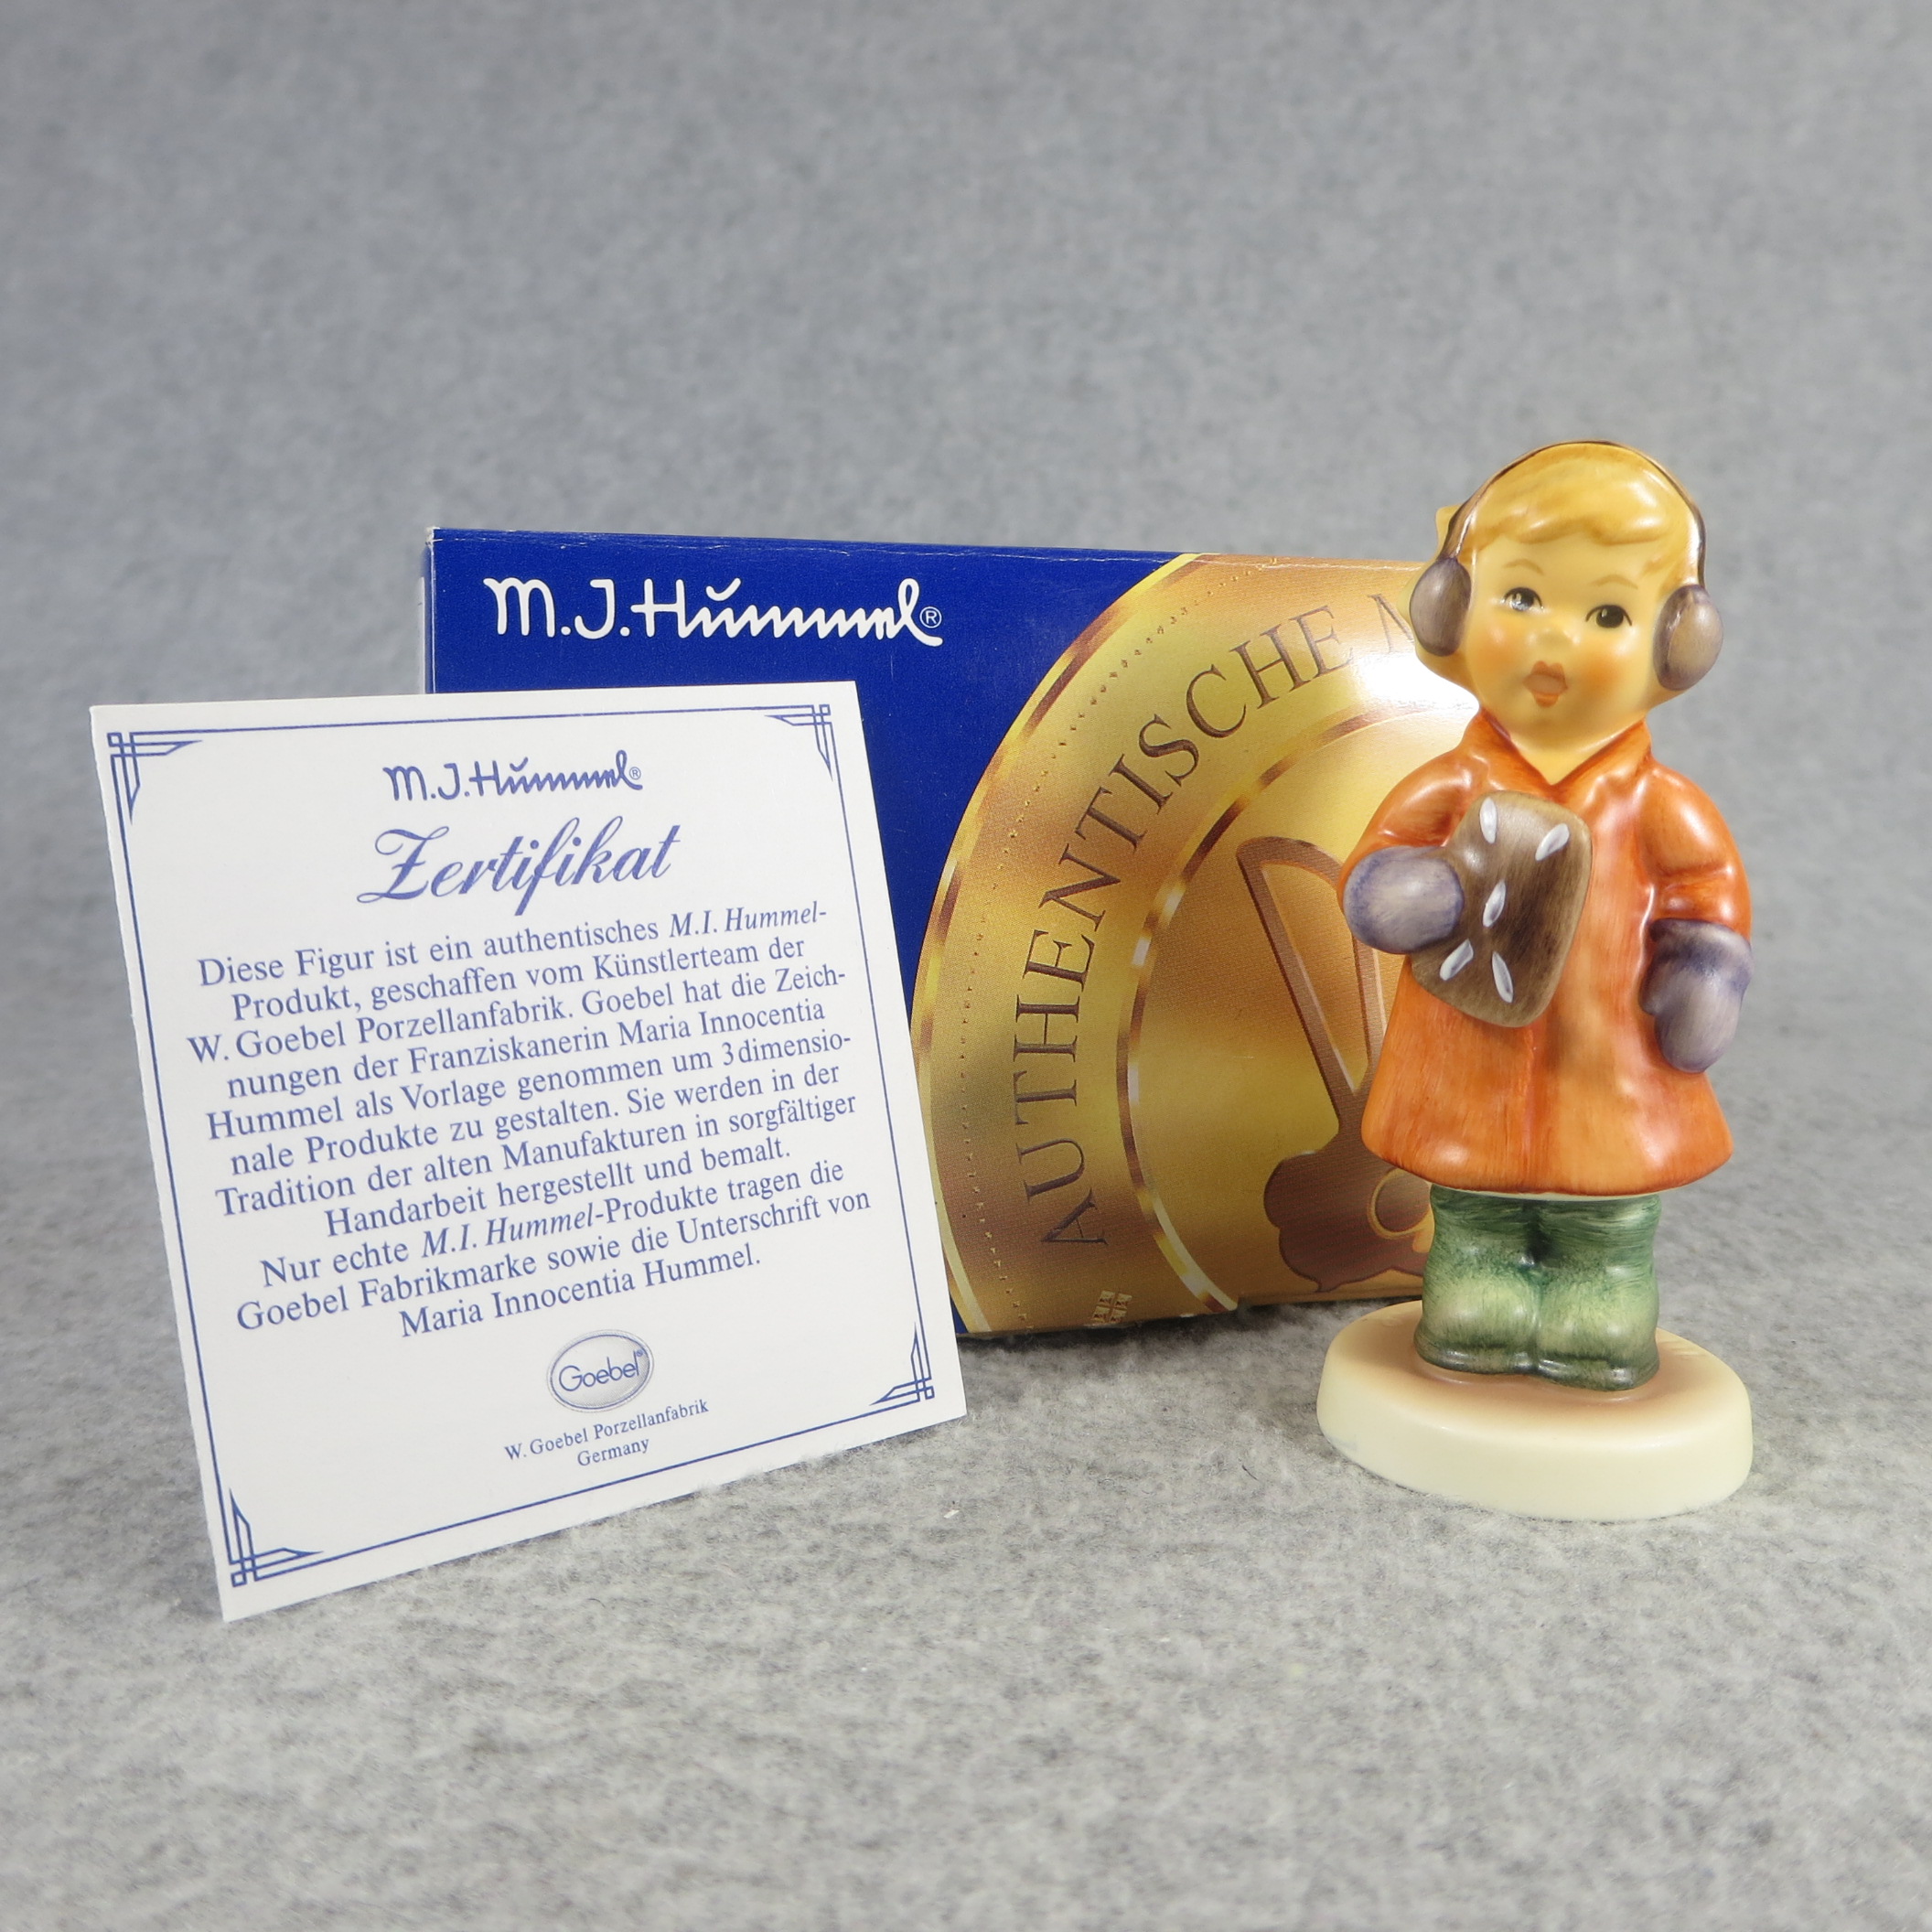 M.J.Hummel®
AUTHENTISCHE
M.J.Hummel®
Zertifikat
Diese Figur ist ein authentisches M.I. Hummel-
Produkt, geschaffen vom Künstlerteam der
W. Goebel Porzellanfabrik. Goebel hat die Zeich-
nungen der Franziskanerin Maria Innocentia
Hummel als Vorlage genommen um 3dimensio-
nale Produkte zu gestalten. Sie werden in der
Tradition der alten Manufakturen in sorgfältiger
Handarbeit hergestellt und bemalt.
Nur echte M.I. Hummel-Produkte tragen die
Goebel Fabrikmarke sowie die Unterschrift von
Maria Innocentia Hummel.
Goebel®
W. Goebel Porzellanfabrik
Germany